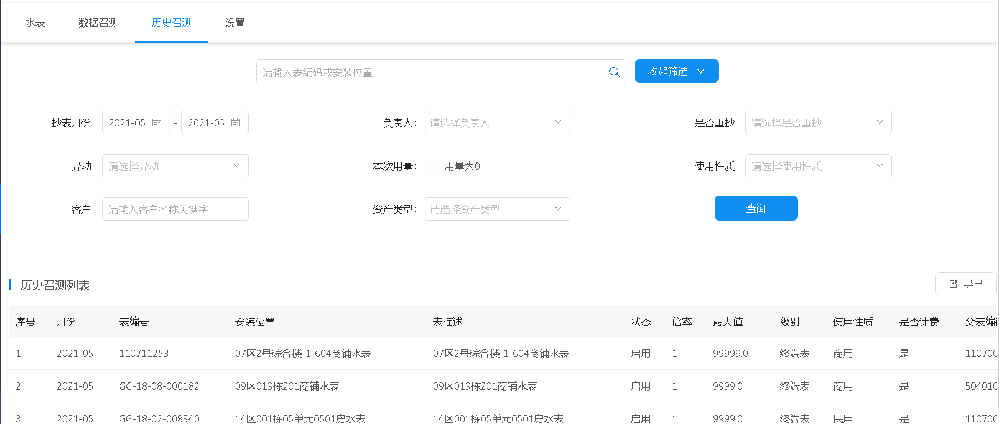 水表 数据召测 历史召测 设置
请输入表编码或安装位置 收起筛选
抄表月份: 2021-05 - 2021-05 负责人: 请选择负责人 是否重抄: 请选择是否重抄
异动: 请选择异动 本次用量: 用量为0 使用性质: 请选择使用性质
客户: 请输入客户名称关键字 资产类型: 请选择资产类型 查询
历史召测列表 导出
序号 月份 表编号 安装位置 表描述 状态 倍率 最大值 级别 使用性质 是否计费 父表编
1 2021-05 110711253 07区2号综合楼-1-604商铺水表 07区2号综合楼-1-604商铺水表 启用 1 99999.0 终端表 商用 是 110700
2 2021-05 GG-18-08-000182 09区019栋201商铺水表 09区019栋201商铺水表 启用 1 9999.0 终端表 商用 是 504010
3 2021-05 GG-18-02-008340 14区001栋05单元0501房水表 14区001栋05单元0501房水表 启用 1 9999.0 终端表 民用 是 110700